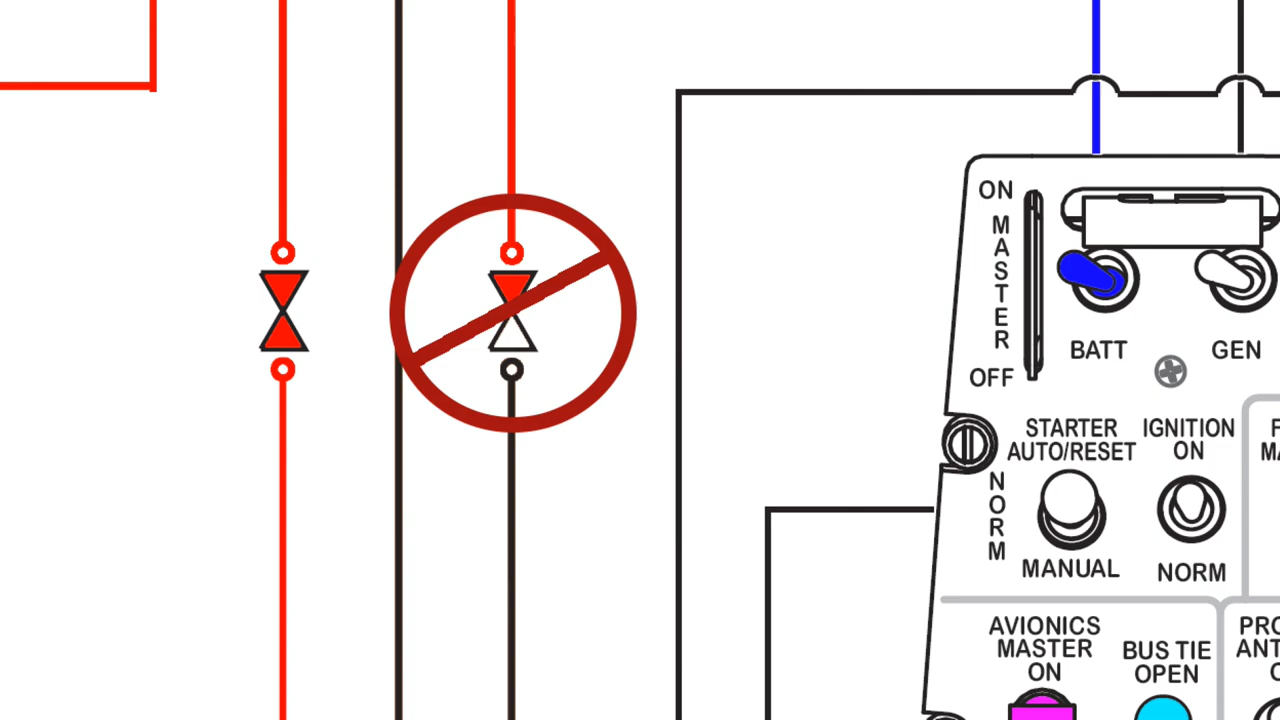 ON
MASTER
OFF
BATT
GEN
STARTER
AUTO/RESET
NORM
MANUAL
IGNITION
ON
NORM
AVIONICS
MASTER
ON
BUS TIE
OPEN